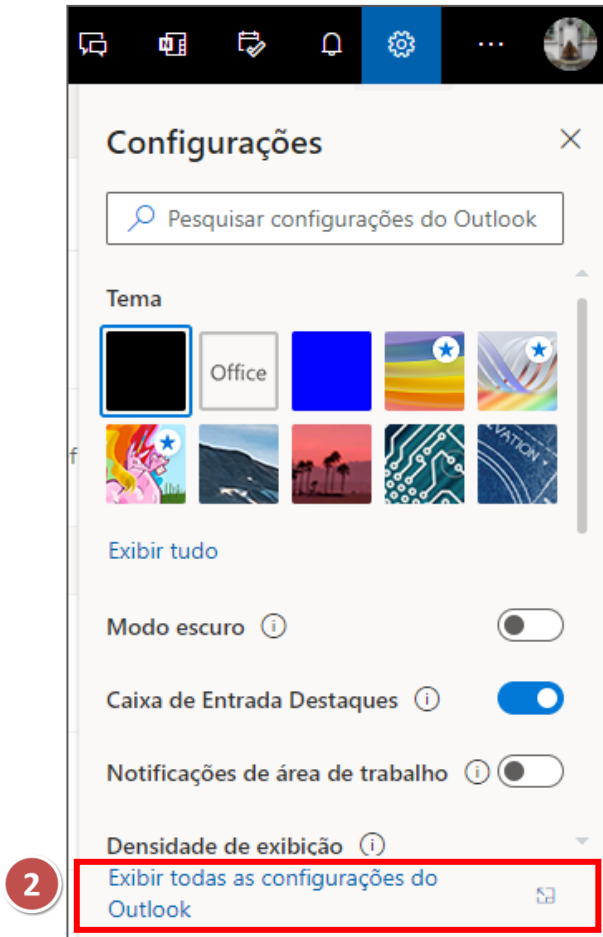 Configurações
Pesquisar configurações do Outlook
Tema
Office
VATION
f
Exibir tudo
Modo escuro
Caixa de Entrada Destaques
Notificações de área de trabalho
Densidade de exibição
2
Exibir todas as configurações do
Outlook